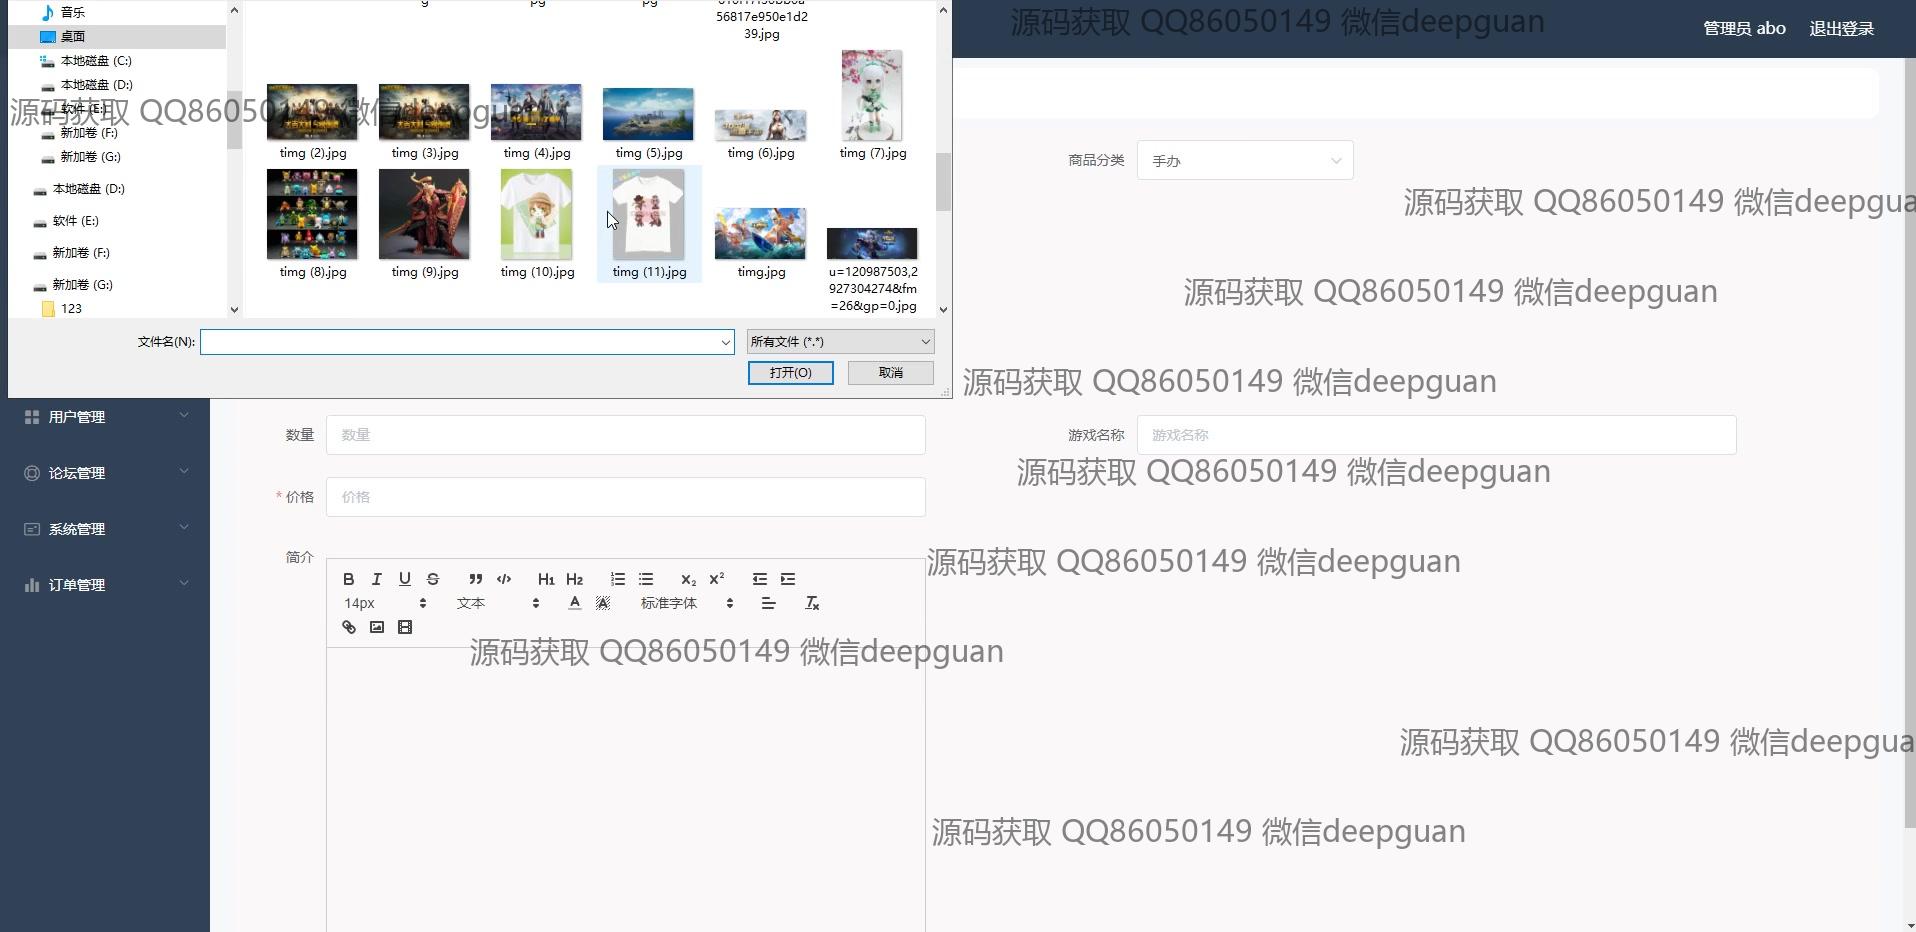 音乐
桌面
本地磁盘 (C:)
本地磁盘 (D:)
软件 (E:)
新加卷 (F:)
新加卷 (G:)
本地磁盘 (D:)
软件 (E:)
新加卷 (F:)
新加卷 (G:)
123
56817e950e1d2
39.jpg
timg (2).jpg
timg (3).jpg
timg (4).jpg
timg (5).jpg
timg (6).jpg
timg (7).jpg
timg (8).jpg
timg (9).jpg
timg (10).jpg
timg (11).jpg
timg.jpg
u=120987503,2
927304274&fm
=26&gp=0.jpg
文件名(N):
所有文件 (*.*)
打开(O)
取消
管理员 abo
退出登录
商品分类
手办
用户管理
论坛管理
系统管理
订单管理
数量
数量
游戏名称
游戏名称
* 价格
价格
简介
B I U S
H1 H2
X2 X2
14px
文本
A A
标准字体
源码获取 QQ86050149 微信deepguan
源码获取 QQ86050149 微信deepguan
源码获取 QQ86050149 微信deepgua
源码获取 QQ86050149 微信deepguan
源码获取 QQ86050149 微信deepguan
源码获取 QQ86050149 微信deepguan
源码获取 QQ86050149 微信deepguan
源码获取 QQ86050149 微信deepguan
源码获取 QQ86050149 微信deepgua
源码获取 QQ86050149 微信deepguan